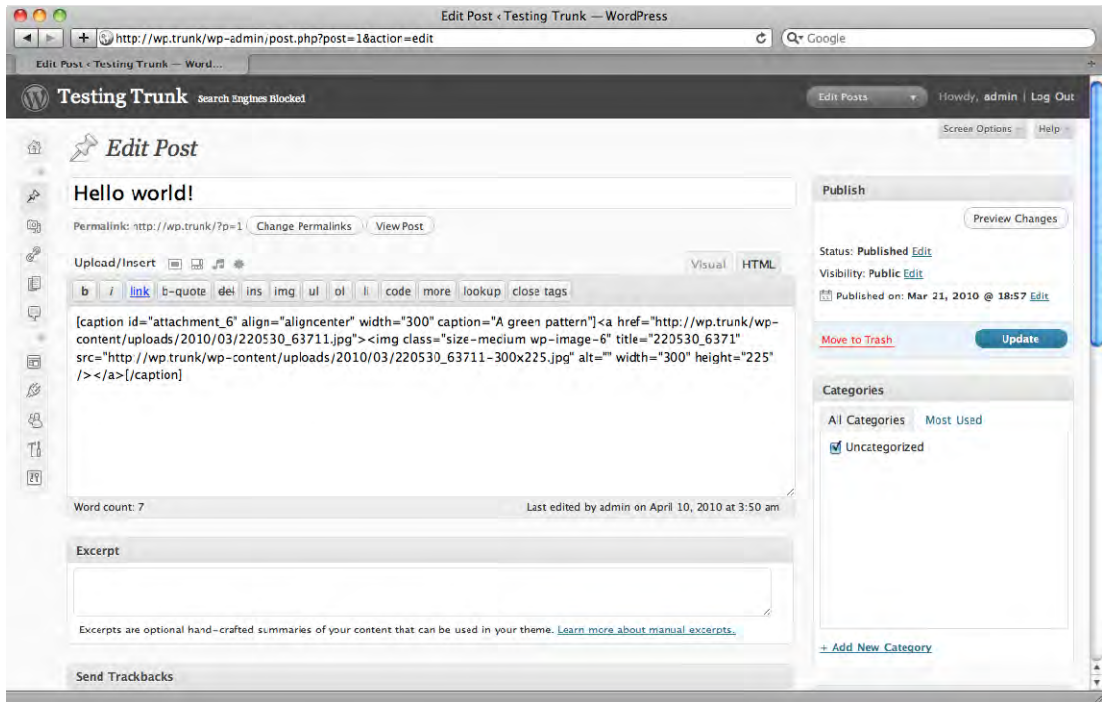 Edit Post ‹ Testing Trunk — WordPress
http://wp.trunk/wp-admin/post.php?post=1&action=edit
Google
Edit Post ‹ Testing Trunk — Word...
Testing Trunk Search Engines Blocked
Edit Posts
Howdy, admin | Log Out
Screen Options
Help
Edit Post
Hello world!
Permalink: http://wp.trunk/?p=1 Change Permalinks View Post
Upload/Insert
Visual HTML
b i link b-quote del ins img ul ol li code more lookup close tags
[caption id="attachment_6" align="aligncenter" width="300" caption="A green pattern"]<a href="http://wp.trunk/wp-
content/uploads/2010/03/220530_63711.jpg"><img class="size-medium wp-image-6" title="220530_6371"
src="http://wp.trunk/wp-content/uploads/2010/03/220530_63711-300x225.jpg" alt="" width="300" height="225"
/></a>[/caption]
Word count: 7
Last edited by admin on April 10, 2010 at 3:50 am
Excerpt
Excerpts are optional hand-crafted summaries of your content that can be used in your theme. Learn more about manual excerpts.
Send Trackbacks
Publish
Preview Changes
Status: Published Edit
Visibility: Public Edit
Published on: Mar 21, 2010 @ 18:57 Edit
Move to Trash
Update
Categories
All Categories Most Used
Uncategorized
+ Add New Category